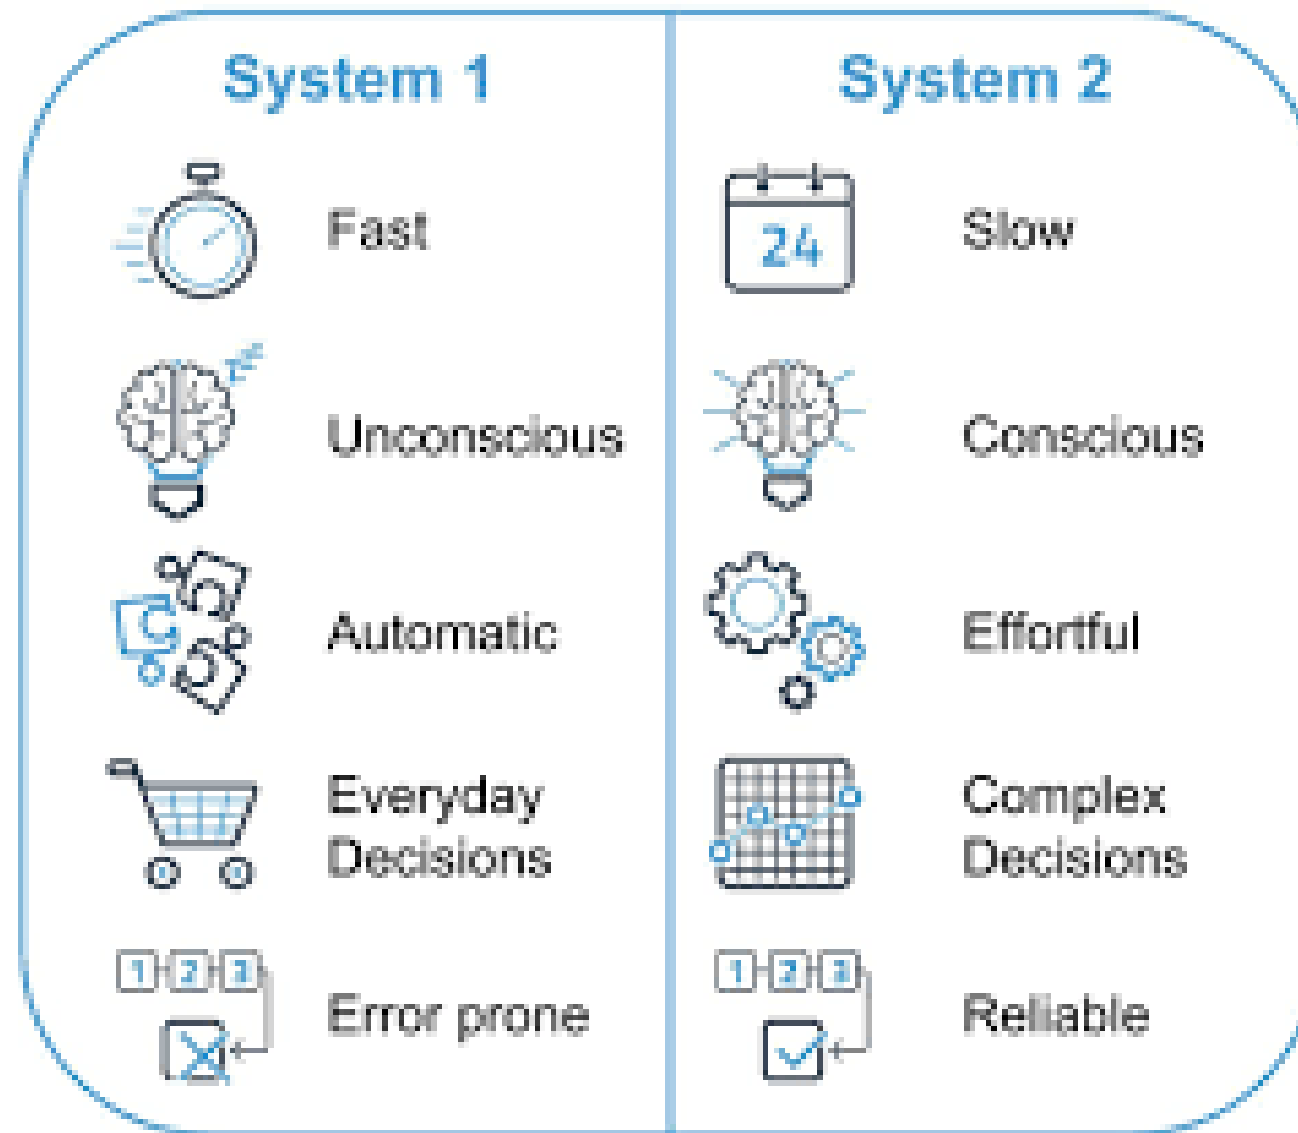 System 1
Fast
Unconscious
Automatic
Everyday
Decisions
1 2 3
Error prone
System 2
24
Slow
Conscious
Effortful
Complex
Decisions
1 2 3
Reliable